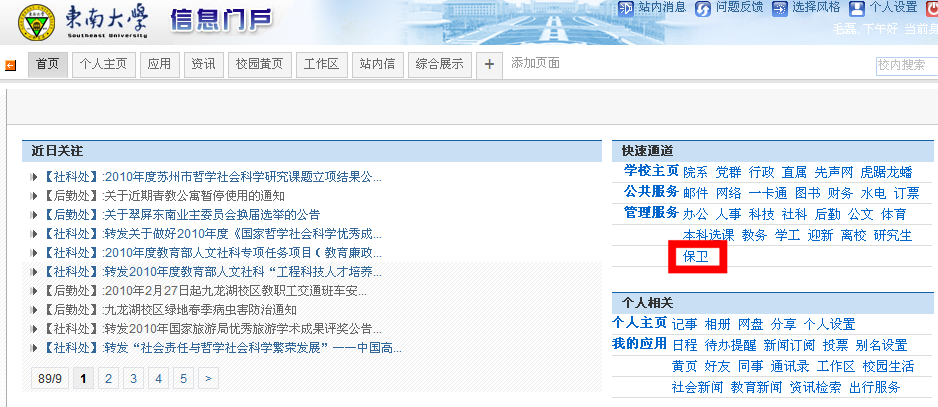 東南大學 信息门户
Southeast University
站内消息 问题反馈 选择风格 个人设置
毛磊,下午好 当前身
首页 个人主页 应用 资讯 校园黄页 工作区 站内信 综合展示 + 添加页面
校内搜索
近日关注
【社科处】:2010年度苏州市哲学社会科学研究课题立项结果公...
【后勤处】:关于近期青教公寓暂停使用的通知
【后勤处】:关于翠屏东南业主委员会换届选举的公告
【社科处】:转发关于做好2010年度《国家哲学社会科学优秀成...
【社科处】:2010年度教育部人文社科专项任务项目(教育廉政...
【社科处】:转发2010年度教育部人文社科“工程科技人才培养...
【后勤处】:2010年2月27日起九龙湖校区教职工交通班车安...
【后勤处】:九龙湖校区绿地春季病虫害防治通知
【社科处】:转发2010年国家旅游局优秀旅游学术成果评奖公告...
【社科处】:转发“社会责任与哲学社会科学繁荣发展”——中国高...
89/9 1 2 3 4 5 >
快速通道
学校主页 院系 党群 行政 直属 先声网 虎踞龙蟠
公共服务 邮件 网络 一卡通 图书 财务 水电 订票
管理服务 办公 人事 科技 社科 后勤 公文 体育
本科选课 教务 学工 迎新 离校 研究生
保卫
个人相关
个人主页 记事 相册 网盘 分享 个人设置
我的应用 日程 待办提醒 新闻订阅 投票 别名设置
黄页 好友 同事 通讯录 工作区 校园生活
社会新闻 教育新闻 资讯检索 出行服务